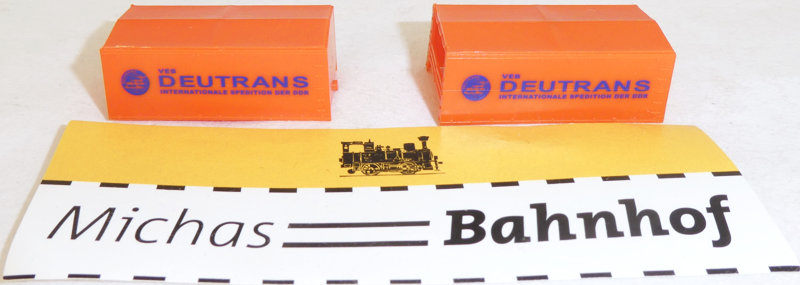 VEB
DEUTRANS
INTERNATIONALE SPEDITION DER DDR
VEB
DEUTRANS
INTERNATIONALE SPEDITION DER DDR
Michas Bahnhof